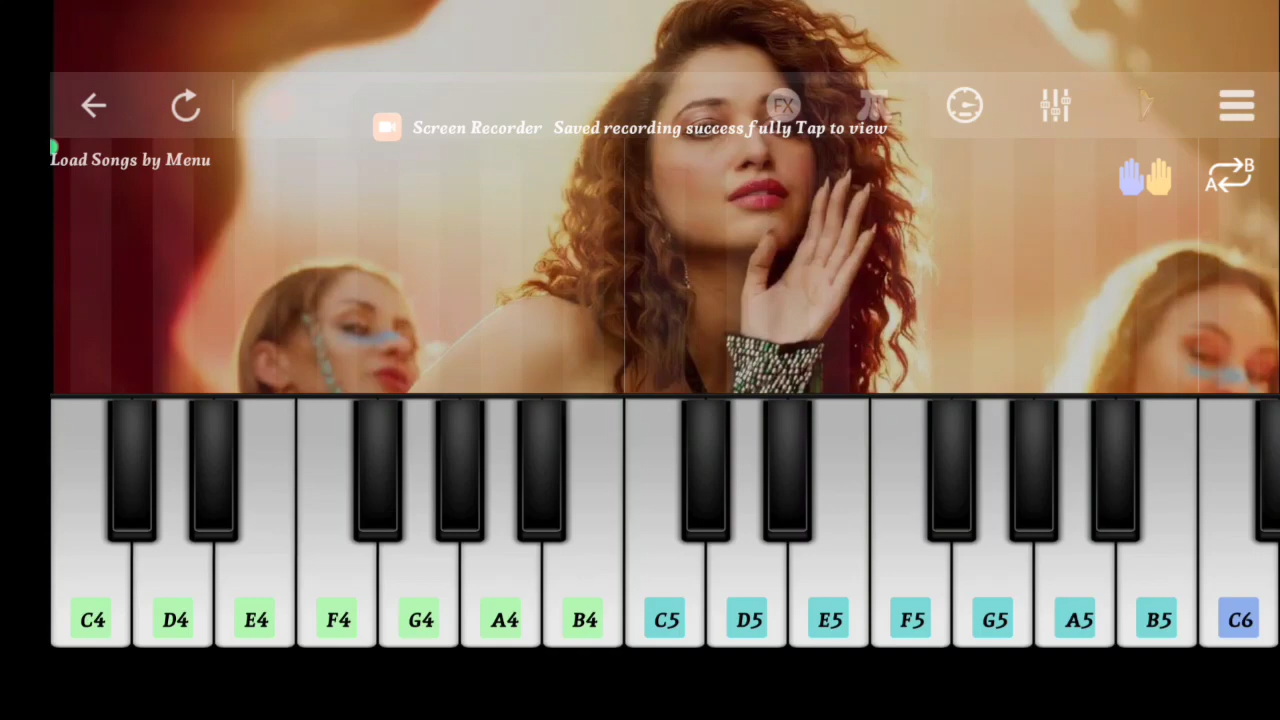 FX
Screen Recorder Saved recording successfully Tap to view
Load Songs by Menu
A B
C4 D4 E4 F4 G4 A4 B4 C5 D5 E5 F5 G5 A5 B5 C6